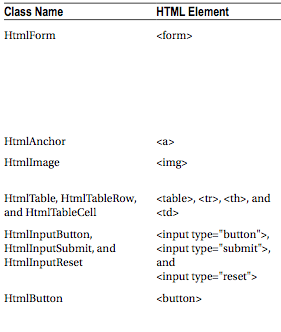 Class Name HTML Element
HtmlForm <form>
HtmlAnchor <a>
HtmlImage <img>
HtmlTable, HtmlTableRow, <table>, <tr>, <th>, and
and HtmlTableCell <td>
HtmlInputButton, <input type="button">,
HtmlInputSubmit, and <input type="submit">,
HtmlInputReset and
<input type="reset">
HtmlButton <button>